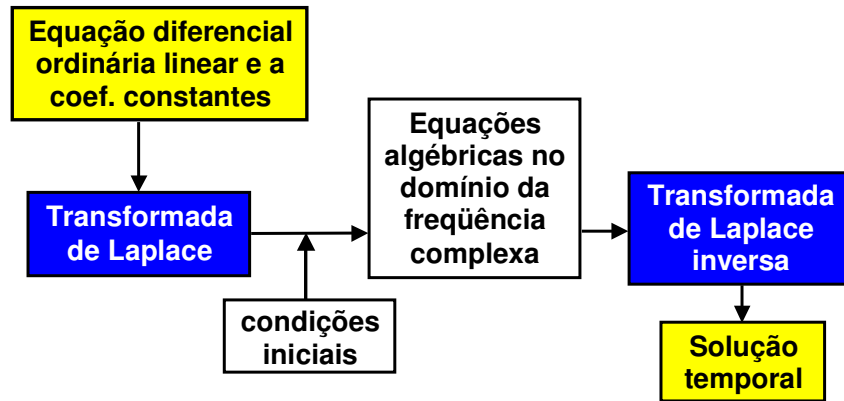 Equação diferencial
ordinária linear e a
coef. constantes
Transformada
de Laplace
condições
iniciais
Equações
algébricas no
domínio da
freqüência
complexa
Transformada
de Laplace
inversa
Solução
temporal